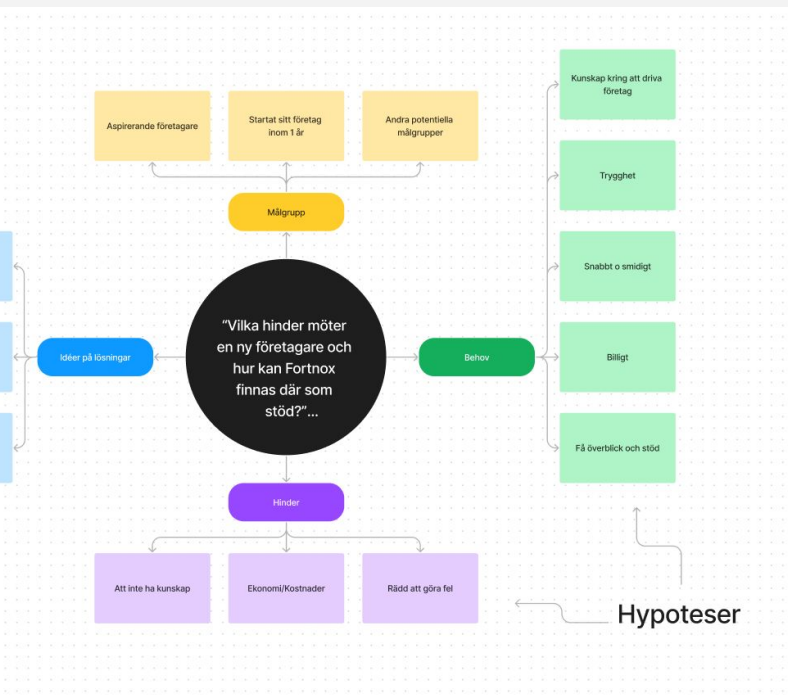 Kunskap kring att driva
företag
Aspirerande företagare
Startat sitt företag
inom 1 år
Andra potentiella
målgrupper
Trygghet
Målgrupp
Snabbt o smidigt
“Vilka hinder möter
en ny företagare och
hur kan Fortnox
finnas där som
stöd?”...
Idéer på lösningar
Behov
Billigt
Få överblick och stöd
Hinder
Att inte ha kunskap
Ekonomi/Kostnader
Rädd att göra fel
Hypoteser